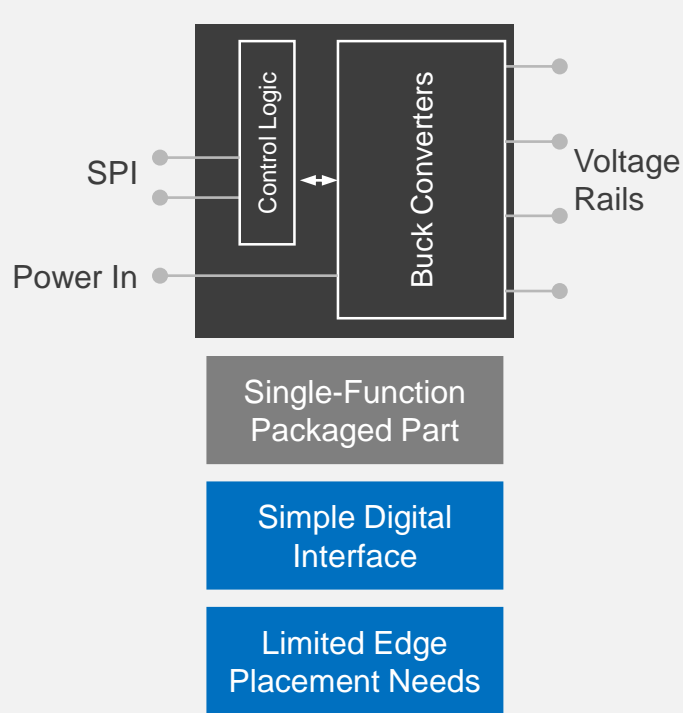 SPI
Power In
Control Logic
Buck Converters
Voltage
Rails
Single-Function
Packaged Part
Simple Digital
Interface
Limited Edge
Placement Needs